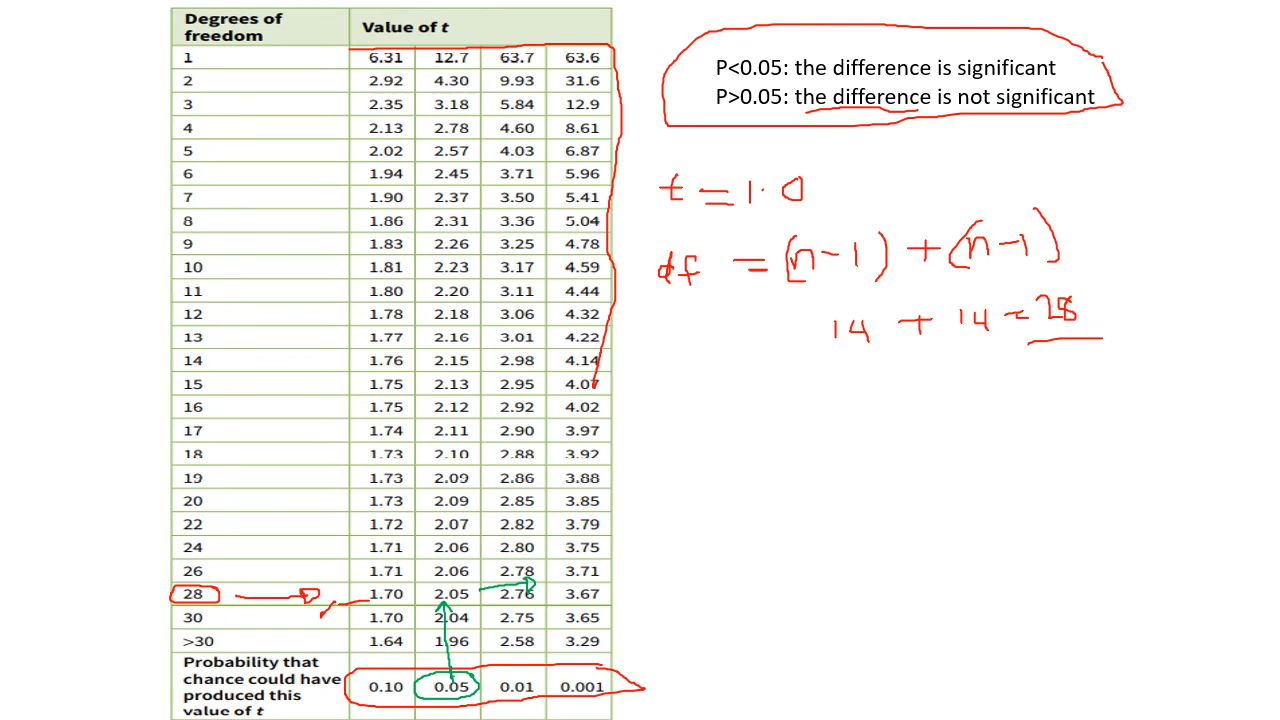 Degrees of freedom Value of t
1 6.31 12.7 63.7 63.6
2 2.92 4.30 9.93 31.6
3 2.35 3.18 5.84 12.9
4 2.13 2.78 4.60 8.61
5 2.02 2.57 4.03 6.87
6 1.94 2.45 3.71 5.96
7 1.90 2.37 3.50 5.41
8 1.86 2.31 3.36 5.04
9 1.83 2.26 3.25 4.78
10 1.81 2.23 3.17 4.59
11 1.80 2.20 3.11 4.44
12 1.78 2.18 3.06 4.32
13 1.77 2.16 3.01 4.22
14 1.76 2.15 2.98 4.14
15 1.75 2.13 2.95 4.07
16 1.75 2.12 2.92 4.02
17 1.74 2.11 2.90 3.97
18 1.73 2.10 2.88 3.92
19 1.73 2.09 2.86 3.88
20 1.73 2.09 2.85 3.85
22 1.72 2.07 2.82 3.79
24 1.71 2.06 2.80 3.75
26 1.71 2.06 2.78 3.71
28 1.70 2.05 2.76 3.67
30 1.70 2.04 2.75 3.65
>30 1.64 1.96 2.58 3.29
Probability that
chance could have
produced this
value of t
0.10 0.05 0.01 0.001
P<0.05: the difference is significant
P>0.05: the difference is not significant
t = 1.0
df = (n-1) + (n-1)
14 + 14 = 28